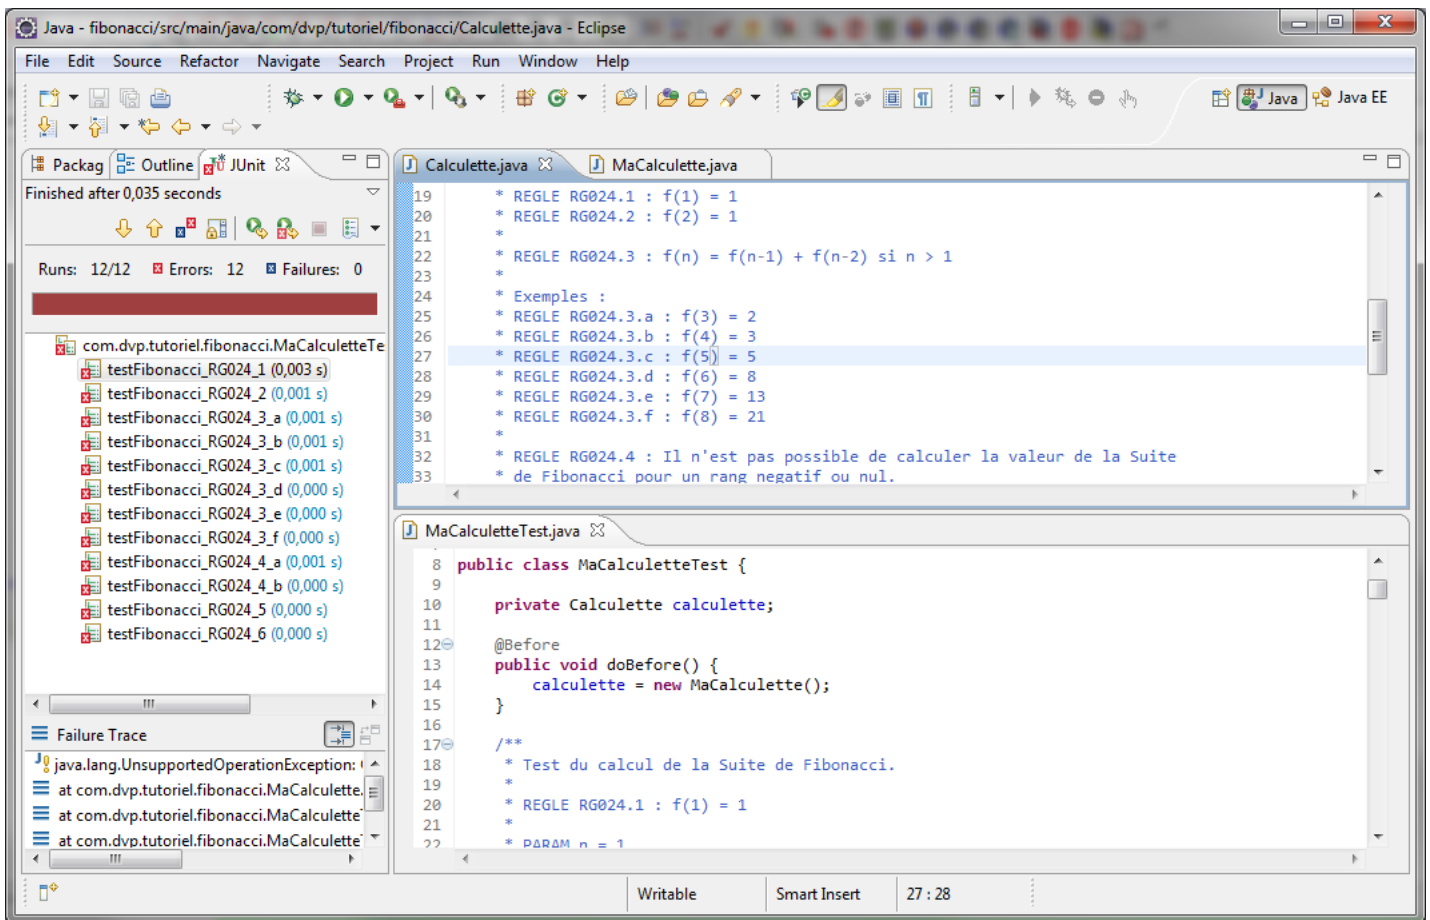 Java - fibonacci/src/main/java/com/dvp/tutoriel/fibonacci/Calculette.java - Eclipse
File Edit Source Refactor Navigate Search Project Run Window Help
Java Java EE
Packag Outline JUnit
Finished after 0,035 seconds
Runs: 12/12 Errors: 12 Failures: 0
com.dvp.tutoriel.fibonacci.MaCalculetteTe
testFibonacci_RG024_1 (0,003 s)
testFibonacci_RG024_2 (0,001 s)
testFibonacci_RG024_3_a (0,001 s)
testFibonacci_RG024_3_b (0,001 s)
testFibonacci_RG024_3_c (0,001 s)
testFibonacci_RG024_3_d (0,000 s)
testFibonacci_RG024_3_e (0,000 s)
testFibonacci_RG024_3_f (0,000 s)
testFibonacci_RG024_4_a (0,001 s)
testFibonacci_RG024_4_b (0,000 s)
testFibonacci_RG024_5 (0,000 s)
testFibonacci_RG024_6 (0,000 s)
Failure Trace
java.lang.UnsupportedOperationException:
at com.dvp.tutoriel.fibonacci.MaCalculette.
at com.dvp.tutoriel.fibonacci.MaCalculette
at com.dvp.tutoriel.fibonacci.MaCalculette
Calculette.java MaCalculette.java
19 * REGLE RG024.1 : f(1) = 1
20 * REGLE RG024.2 : f(2) = 1
21 *
22 * REGLE RG024.3 : f(n) = f(n-1) + f(n-2) si n > 1
23 *
24 * Exemples :
25 * REGLE RG024.3.a : f(3) = 2
26 * REGLE RG024.3.b : f(4) = 3
27 * REGLE RG024.3.c : f(5) = 5
28 * REGLE RG024.3.d : f(6) = 8
29 * REGLE RG024.3.e : f(7) = 13
30 * REGLE RG024.3.f : f(8) = 21
31 *
32 * REGLE RG024.4 : Il n'est pas possible de calculer la valeur de la Suite
33 * de Fibonacci pour un rang negatif ou nul.
MaCalculetteTest.java
8 public class MaCalculetteTest {
9
10 private Calculette calculette;
11
12 @Before
13 public void doBefore() {
14 calculette = new MaCalculette();
15 }
16
17 /**
18 * Test du calcul de la Suite de Fibonacci.
19 *
20 * REGLE RG024.1 : f(1) = 1
21 *
22 * PARAM n = 1
Writable Smart Insert 27 : 28